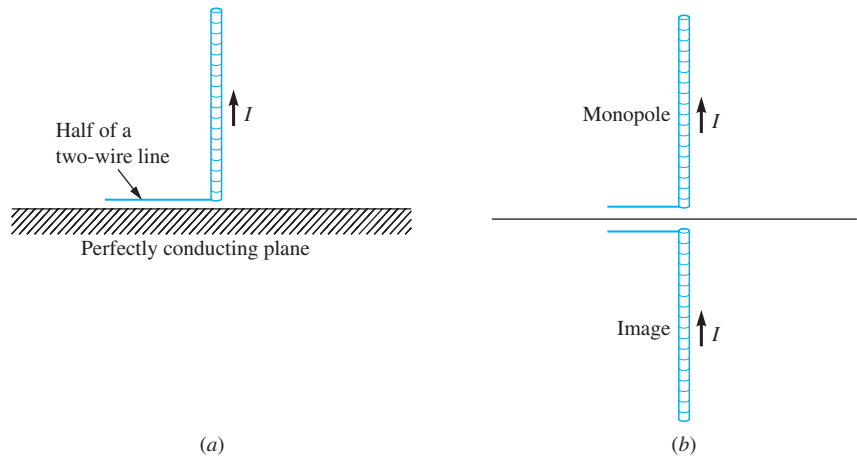 I
Half of a
two-wire line
Perfectly conducting plane
(a)
Monopole
I
Image
I
(b)